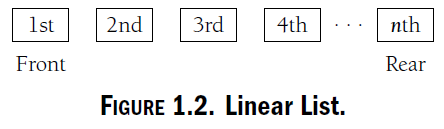 1st 2nd 3rd 4th · · · nth
Front Rear
FIGURE 1.2. Linear List.